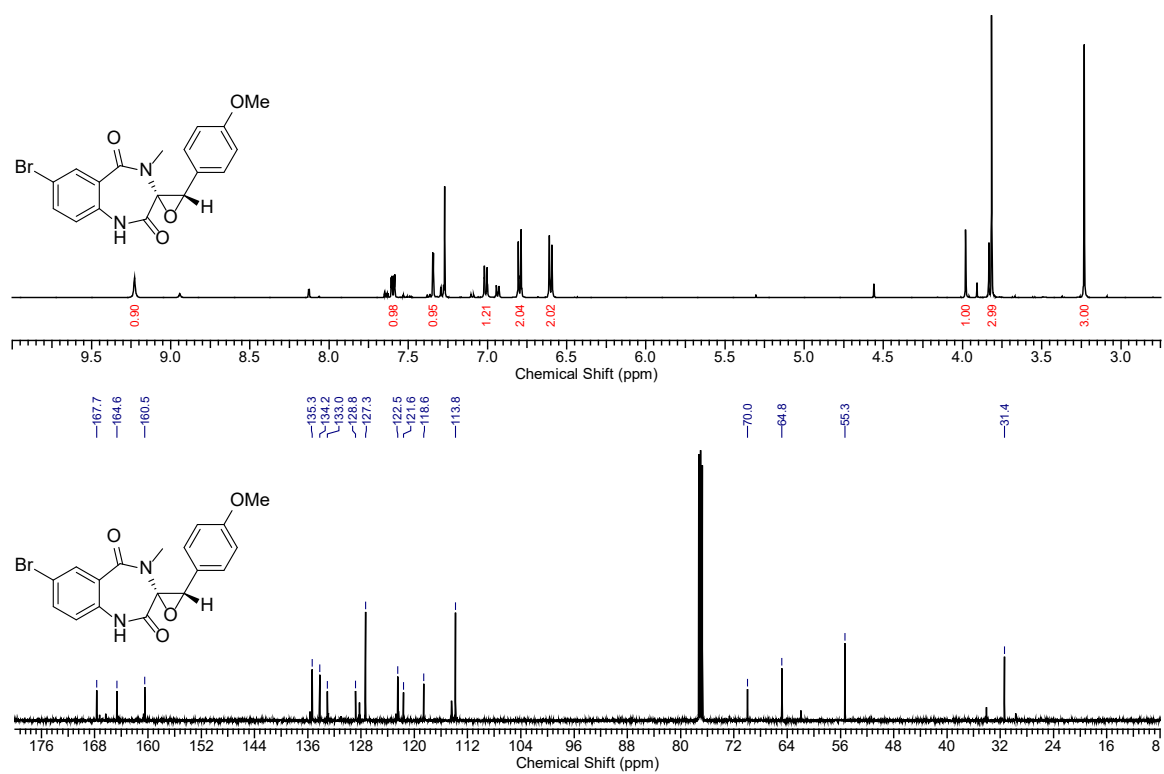 OMe
O
Br
N
O
H
N
H
O
0.90
0.98
0.95
1.21
2.04
2.02
1.00
2.99
3.00
9.5 9.0 8.5 8.0 7.5 7.0 6.5 6.0 5.5 5.0 4.5 4.0 3.5 3.0
Chemical Shift (ppm)
167.7
164.6
160.5
135.3
134.2
133.0
128.8
127.3
122.5
121.6
118.6
113.8
70.0
64.8
55.3
31.4
OMe
O
Br
N
O
H
N
H
O
176 168 160 152 144 136 128 120 112 104 96 88 80 72 64 56 48 40 32 24 16 8
Chemical Shift (ppm)